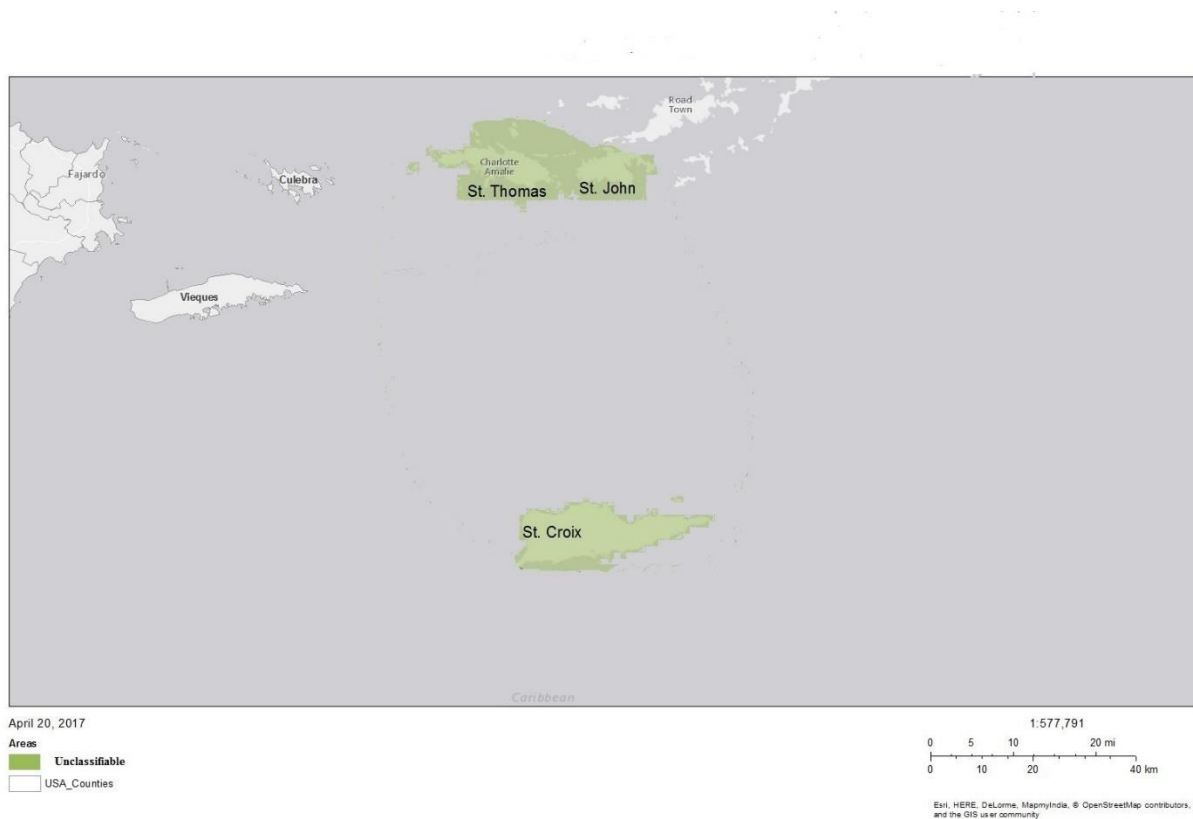 Road
Town
Fajardo
Culebra
Charlotte
Amalie
St. Thomas
St. John
Vieques
St. Croix
Caribbean
April 20, 2017
Areas
Unclassifiable
USA_Counties
1:577,791
0 5 10 20 mi
0 10 20 40 km
Esri, HERE, DeLorme, MapmyIndia, © OpenStreetMap contributors,
and the GIS user community